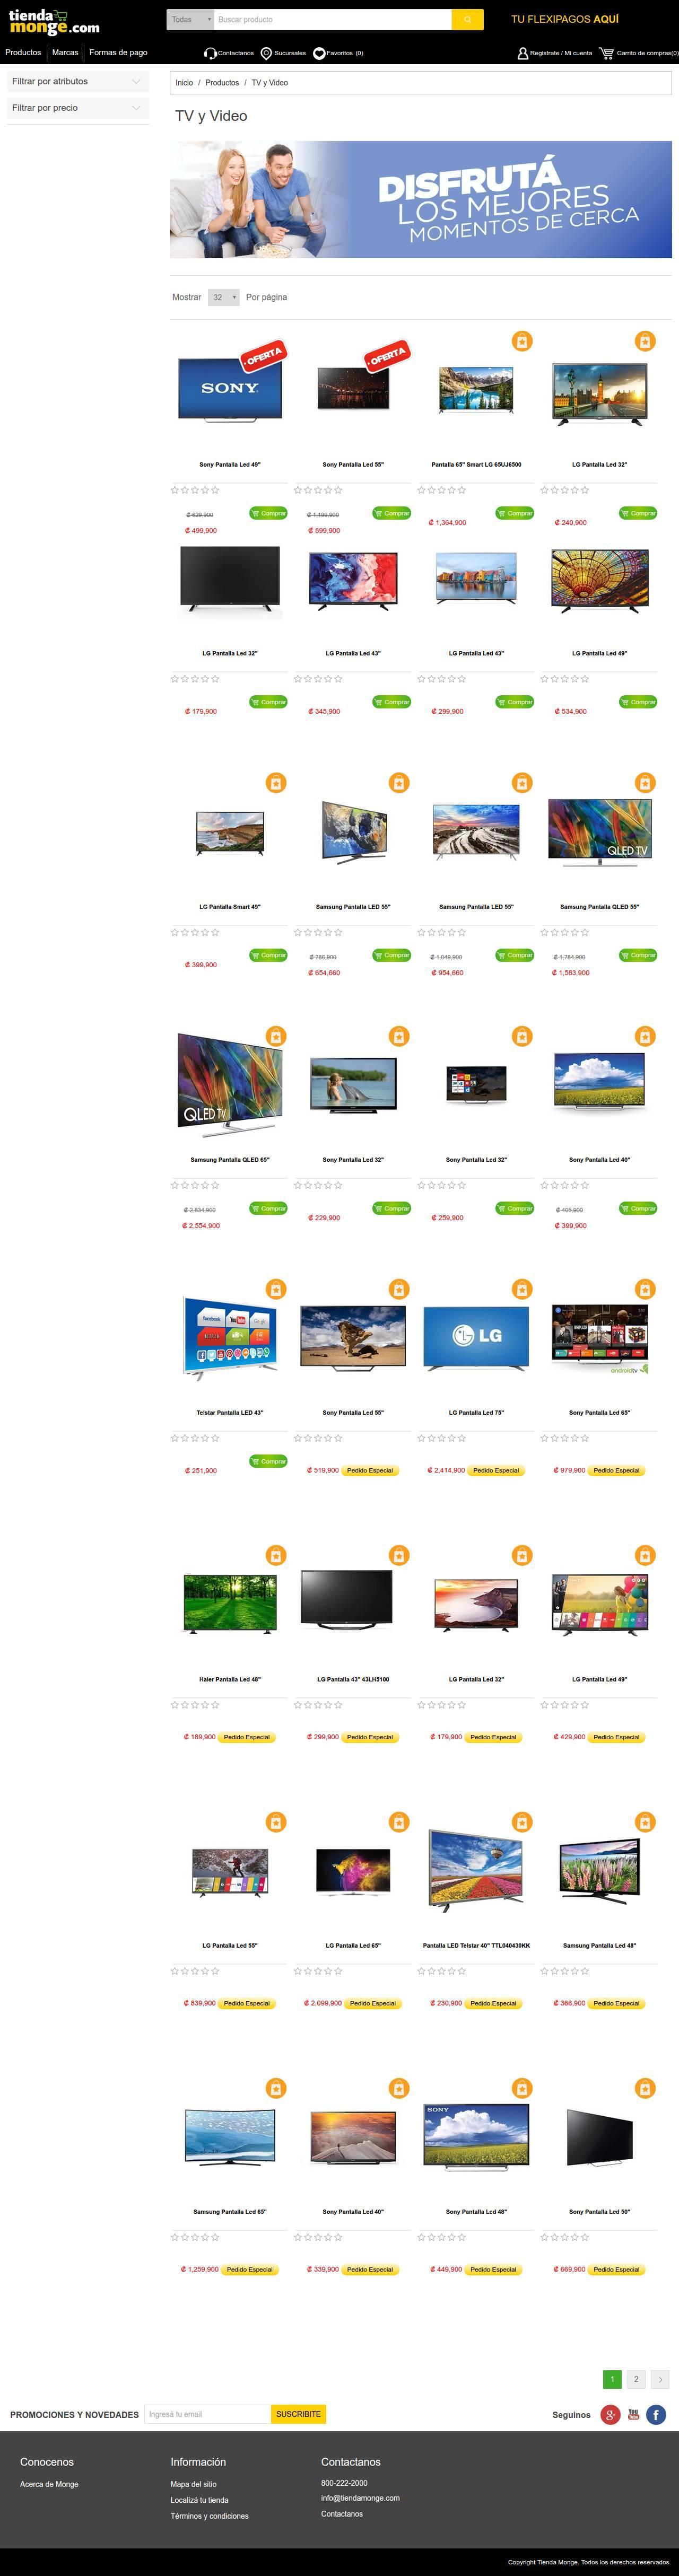 tienda
monge.com
Todas
Buscar producto
TU FLEXIPAGOS AQUÍ
Productos
Marcas
Formas de pago
Contactanos
Sucursales
Favoritos (0)
Registrate / Mi cuenta
Carrito de compras(0)
Filtrar por atributos
Filtrar por precio
Inicio / Productos / TV y Video
TV y Video
DISFRUTÁ
LOS MEJORES
MOMENTOS DE CERCA
Mostrar 32 Por página
OFERTA
SONY
OFERTA
Sony Pantalla Led 49"
Sony Pantalla Led 55"
Pantalla 65" Smart LG 65UJ6500
LG Pantalla Led 32"
₡ 629,900 Comprar
₡ 499,900
₡ 1,199,900 Comprar
₡ 899,900
₡ 1,364,900 Comprar
₡ 240,900 Comprar
LG Pantalla Led 32"
LG Pantalla Led 43"
LG Pantalla Led 43"
LG Pantalla Led 49"
₡ 179,900 Comprar
₡ 345,900 Comprar
₡ 299,900 Comprar
₡ 534,900 Comprar
QLED TV
LG Pantalla Smart 49"
Samsung Pantalla LED 55"
Samsung Pantalla LED 55"
Samsung Pantalla QLED 55"
₡ 399,900 Comprar
₡ 786,900 Comprar
₡ 654,660
₡ 1,049,900 Comprar
₡ 954,660
₡ 1,784,900 Comprar
₡ 1,583,900
QLED TV
Samsung Pantalla QLED 65"
Sony Pantalla Led 32"
Sony Pantalla Led 32"
Sony Pantalla Led 40"
₡ 2,834,900 Comprar
₡ 2,554,900
₡ 229,900 Comprar
₡ 259,900 Comprar
₡ 405,900 Comprar
₡ 399,900
facebook
YouTube
LG
androidtv
Telstar Pantalla LED 43"
Sony Pantalla Led 55"
LG Pantalla Led 75"
Sony Pantalla Led 65"
₡ 251,900 Comprar
₡ 519,900 Pedido Especial
₡ 2,414,900 Pedido Especial
₡ 979,900 Pedido Especial
Haier Pantalla Led 48"
LG Pantalla 43" 43LH5100
LG Pantalla Led 32"
LG Pantalla Led 49"
₡ 189,900 Pedido Especial
₡ 299,900 Pedido Especial
₡ 179,900 Pedido Especial
₡ 429,900 Pedido Especial
LG Pantalla Led 55"
LG Pantalla Led 65"
Pantalla LED Telstar 40" TTL040430KK
Samsung Pantalla Led 48"
₡ 839,900 Pedido Especial
₡ 2,099,900 Pedido Especial
₡ 230,900 Pedido Especial
₡ 366,900 Pedido Especial
SONY
Samsung Pantalla Led 65"
Sony Pantalla Led 40"
Sony Pantalla Led 48"
Sony Pantalla Led 50"
₡ 1,259,900 Pedido Especial
₡ 339,900 Pedido Especial
₡ 449,900 Pedido Especial
₡ 669,900 Pedido Especial
1 2 >
PROMOCIONES Y NOVEDADES
Ingresá tu email
SUSCRIBITE
Seguinos
g+ You Tube f
Conocenos
Acerca de Monge
Información
Mapa del sitio
Localizá tu tienda
Términos y condiciones
Contactanos
800-222-2000
info@tiendamonge.com
Contactanos
Copyright Tienda Monge. Todos los derechos reservados.